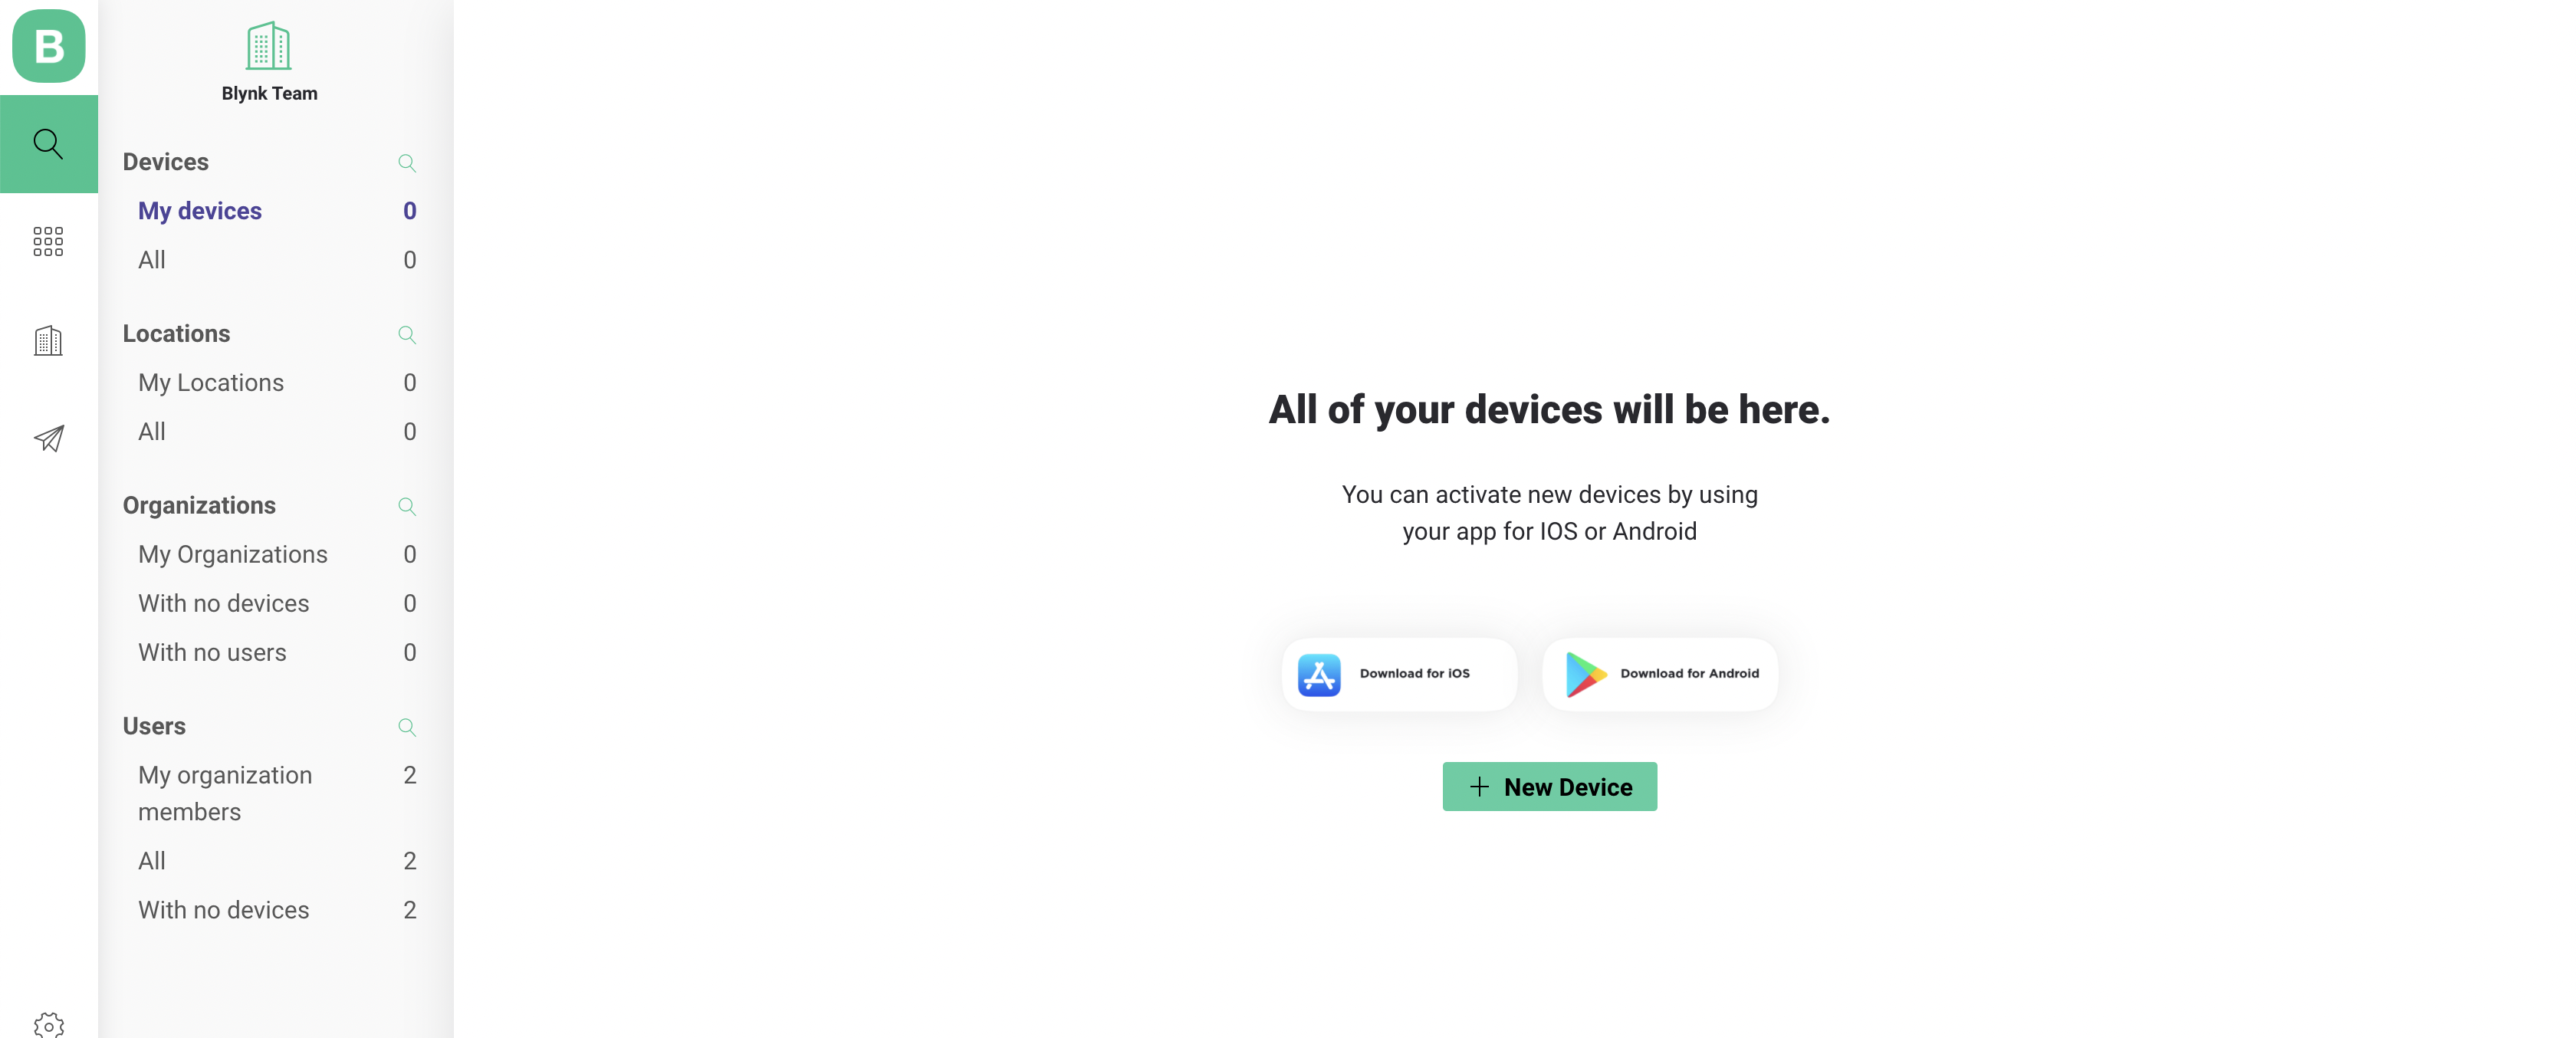 B
Blynk Team
Devices
My devices 0
All 0
Locations
My Locations 0
All 0
Organizations
My Organizations 0
With no devices 0
With no users 0
Users
My organization 2
members
All 2
With no devices 2
All of your devices will be here.
You can activate new devices by using
your app for IOS or Android
Download for iOS
Download for Android
New Device